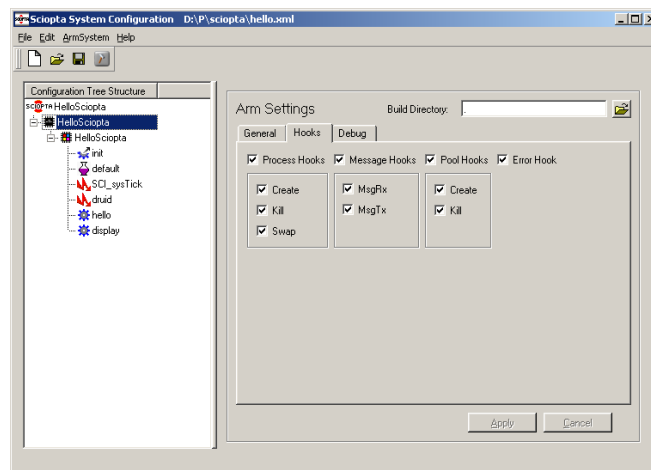 Sciopta System Configuration D:\P\sciopta\hello.xml
File Edit ArmSystem Help
Configuration Tree Structure
SCIOPTA HelloSciopta
HelloSciopta
HelloSciopta
init
default
SCI_sysTick
druid
hello
display
Arm Settings Build Directory: .
General Hooks Debug
Process Hooks Message Hooks Pool Hooks Error Hook
Create MsgRx Create
Kill MsgTx Kill
Swap
Apply Cancel